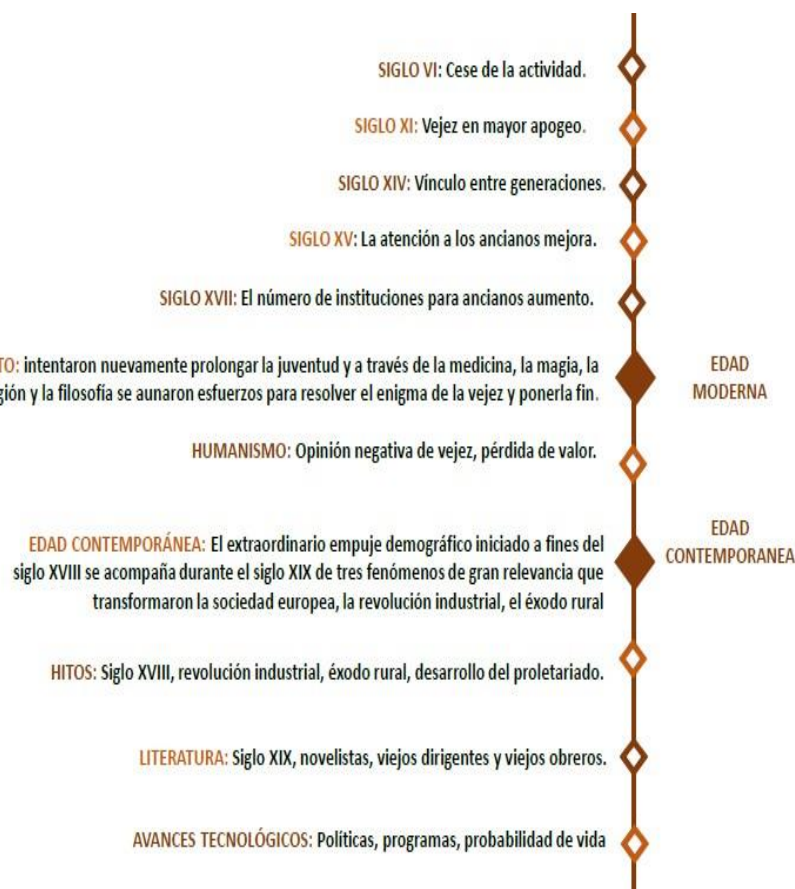 SIGLO VI: Cese de la actividad.
SIGLO XI: Vejez en mayor apogeo.
SIGLO XIV: Vínculo entre generaciones.
SIGLO XV: La atención a los ancianos mejora.
SIGLO XVII: El número de instituciones para ancianos aumento.
TO: intentaron nuevamente prolongar la juventud y a través de la medicina, la magia, la
gión y la filosofía se aunaron esfuerzos para resolver el enigma de la vejez y ponerla fin.
EDAD
MODERNA
HUMANISMO: Opinión negativa de vejez, pérdida de valor.
EDAD CONTEMPORÁNEA: El extraordinario empuje demográfico iniciado a fines del
siglo XVIII se acompaña durante el siglo XIX de tres fenómenos de gran relevancia que
transformaron la sociedad europea, la revolución industrial, el éxodo rural
EDAD
CONTEMPORANEA
HITOS: Siglo XVIII, revolución industrial, éxodo rural, desarrollo del proletariado.
LITERATURA: Siglo XIX, novelistas, viejos dirigentes y viejos obreros.
AVANCES TECNOLÓGICOS: Políticas, programas, probabilidad de vida